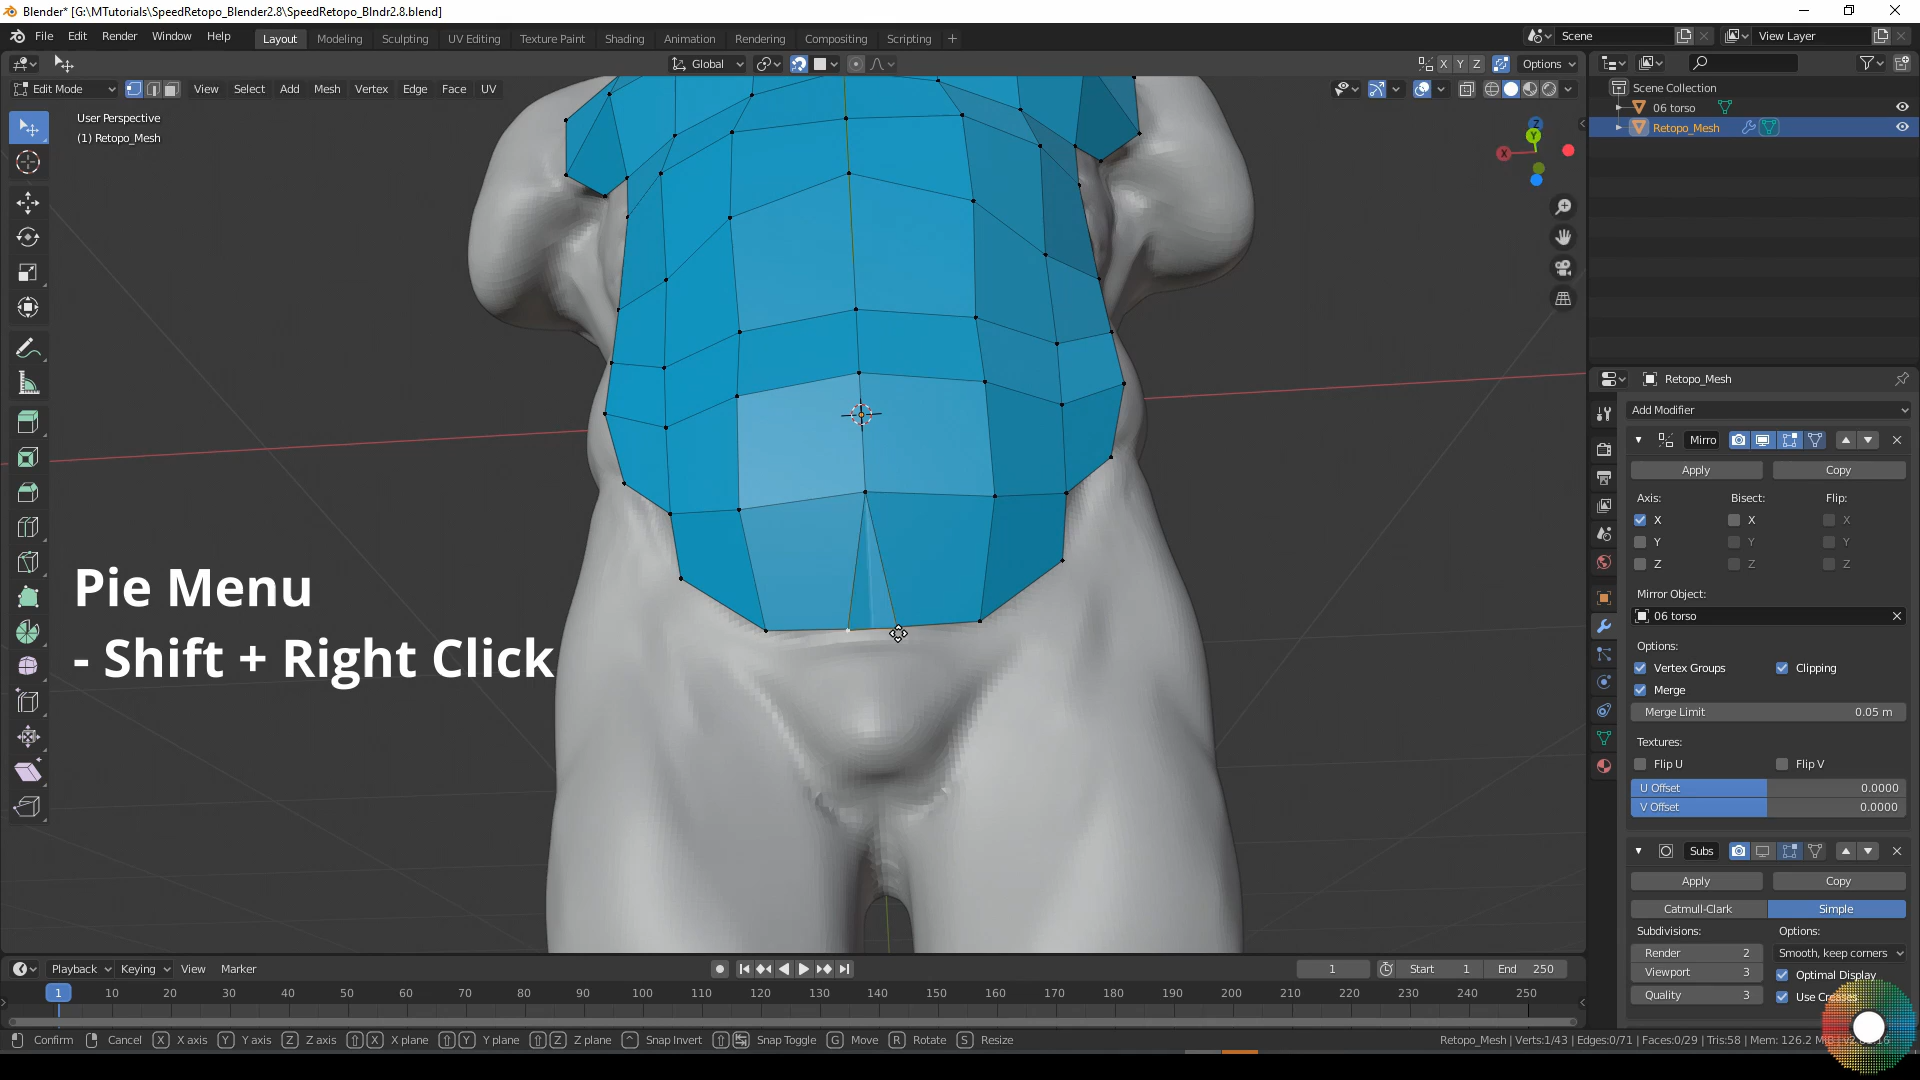 Blender* [G:\MTutorials\SpeedRetopo_Blender2.8\SpeedRetopo_Blndr2.8.blend]
File Edit Render Window Help Layout Modeling Sculpting UV Editing Texture Paint Shading Animation Rendering Compositing Scripting + Scene View Layer
Global X Y Z Options
Edit Mode View Select Add Mesh Vertex Edge Face UV
User Perspective
(1) Retopo_Mesh
Z
Y
X
Scene Collection
06 torso
Retopo_Mesh
Retopo_Mesh
Add Modifier
Mirro
Apply Copy
Axis: Bisect: Flip:
X X X
Y Y Y
Z Z Z
Mirror Object:
06 torso
Options:
Vertex Groups Clipping
Merge
Merge Limit 0.05 m
Textures:
Flip U Flip V
U Offset 0.0000
V Offset 0.0000
Subs
Apply Copy
Catmull-Clark Simple
Subdivisions: Options:
Render 2 Smooth, keep corners
Viewport 3 Optimal Display
Quality 3 Use Creases
Pie Menu
- Shift + Right Click
Playback Keying View Marker 1 Start 1 End 250
1 10 20 30 40 50 60 70 80 90 100 110 120 130 140 150 160 170 180 190 200 210 220 230 240 250
Confirm Cancel X X axis Y Y axis Z Z axis X X plane Y Y plane Z Z plane Snap Invert Snap Toggle G Move R Rotate S Resize
Retopo_Mesh | Verts:1/43 | Edges:0/71 | Faces:0/29 | Tris:58 | Mem: 126.2